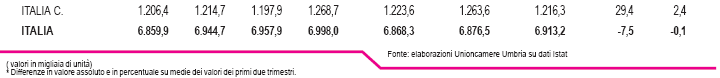 ITALIA C. 1.206,4 1.214,7 1.197,9 1.268,7 1.223,6 1.263,6 1.216,3 29,4 2,4
ITALIA 6.859,9 6.944,7 6.957,9 6.998,0 6.868,3 6.876,5 6.913,2 -7,5 -0,1
Fonte: elaborazioni Unioncamere Umbria su dati Istat
( valori in migliaia di unità)
* Differenze in valore assoluto e in percentuale su medie dei valori dei primi due trimestri.